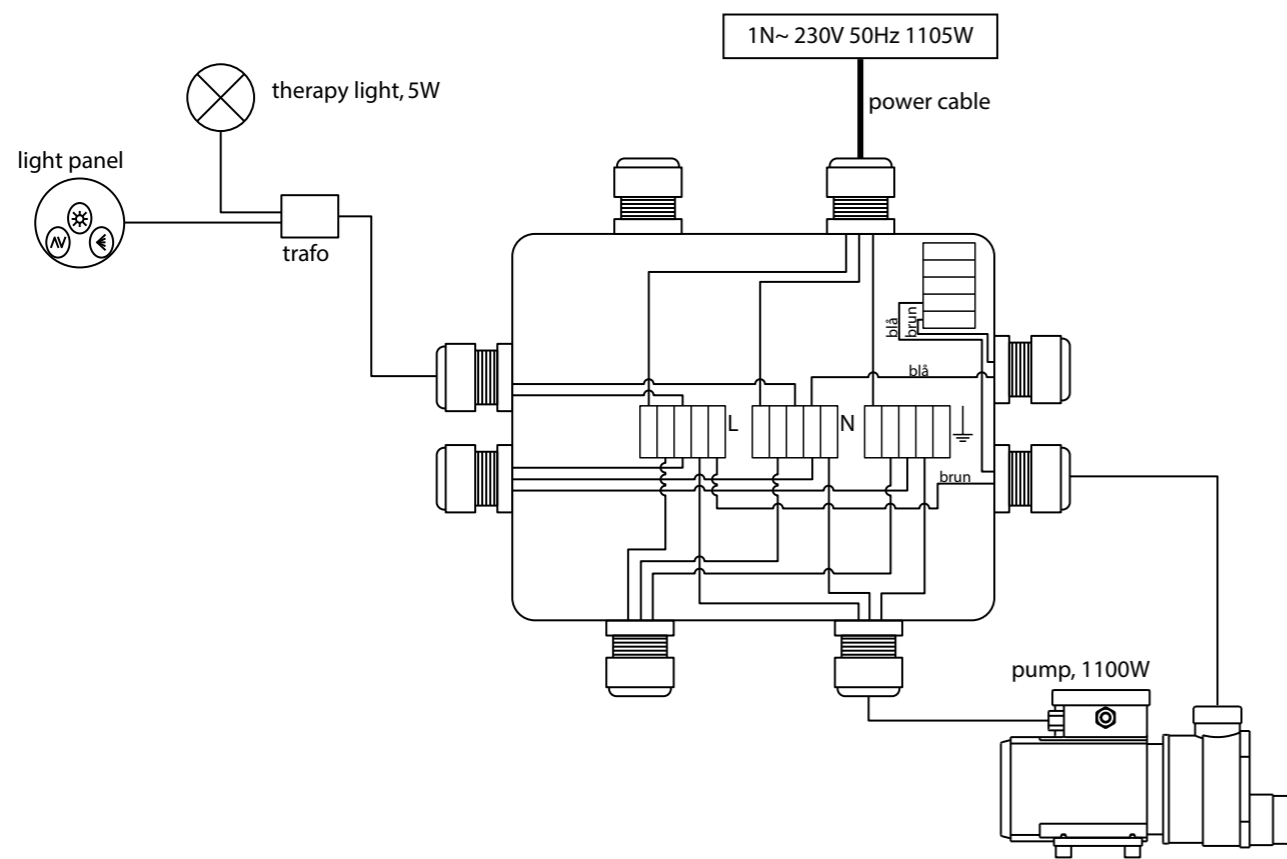 1N~ 230V 50Hz 1105W
power cable
therapy light, 5W
light panel
trafo
blå
brun
blå
L
N
brun
pump, 1100W